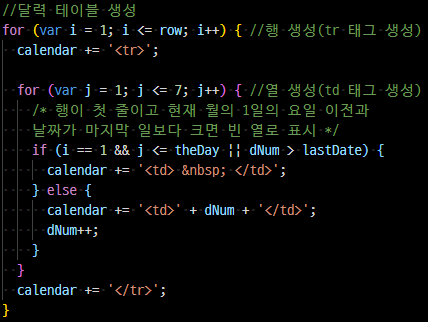 //달력 테이블 생성
for (var i = 1; i <= row; i++) { //행 생성(tr 태그 생성)
  calendar += '<tr>';
  for (var j = 1; j <= 7; j++) { //열 생성(td 태그 생성)
    /* 행이 첫 줄이고 현재 월의 1일의 요일 이전과
    날짜가 마지막 일보다 크면 빈 열로 표시 */
    if (i == 1 && j <= theDay || dNum > lastDate) {
      calendar += '<td> &nbsp; </td>';
    } else {
      calendar += '<td>' + dNum + '</td>';
      dNum++;
    }
  }
  calendar += '</tr>';
}